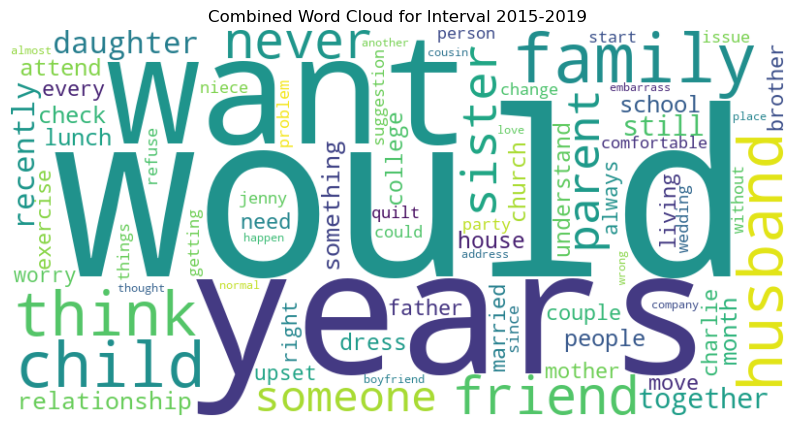 Combined Word Cloud for Interval 2015-2019
almost
daughter
never
another
cousin
person
start
issue
family
attend
every
want
niece
problem
suggestion
sister
change
embarrass
brother
check
lunch
recently
refuse
college
love
school
still
place
comfortable
parent
would
something
church
understand
always
exercise
jenny
need
happen
quilt
could
party
house
address
living
wedding
without
husband
worry
things
getting
thought
normal
years
wrong
company
think
right
father
dress
married
since
couple
people
charlie
month
child
upset
boyfriend
mother
move
relationship
someone
friend
together